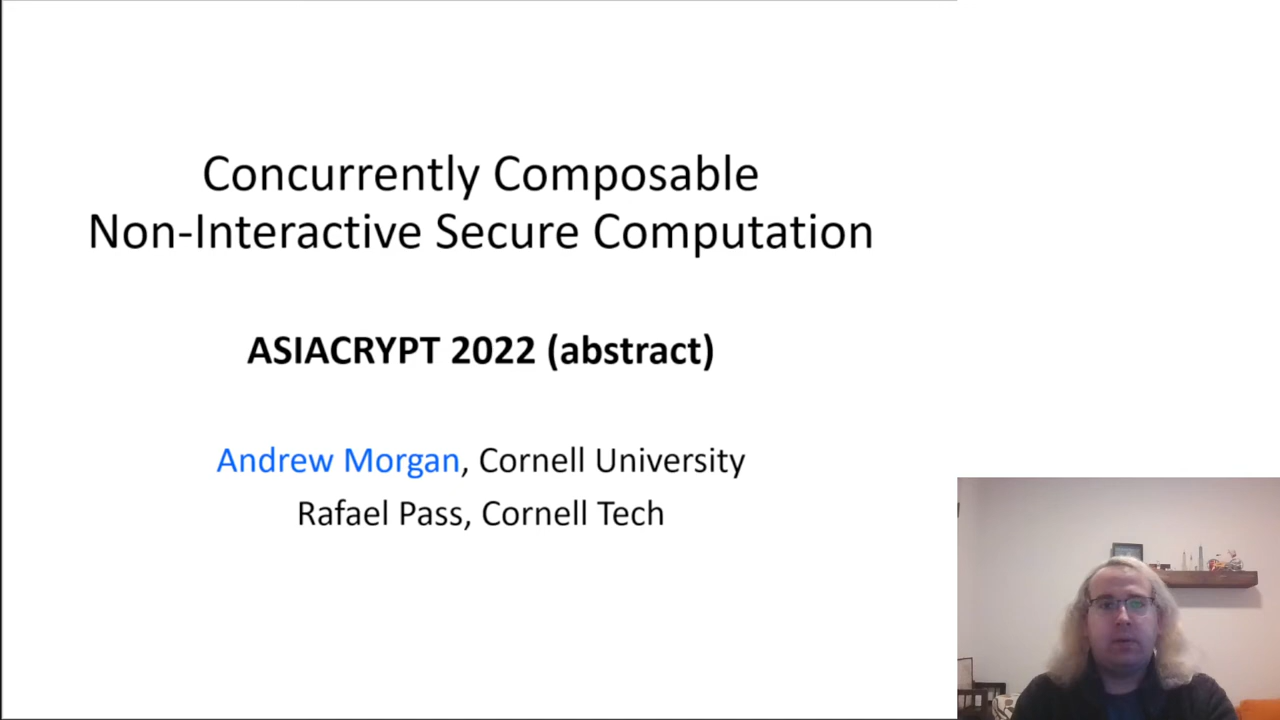 Concurrently Composable
Non-Interactive Secure Computation
ASIACRYPT 2022 (abstract)
Andrew Morgan, Cornell University
Rafael Pass, Cornell Tech